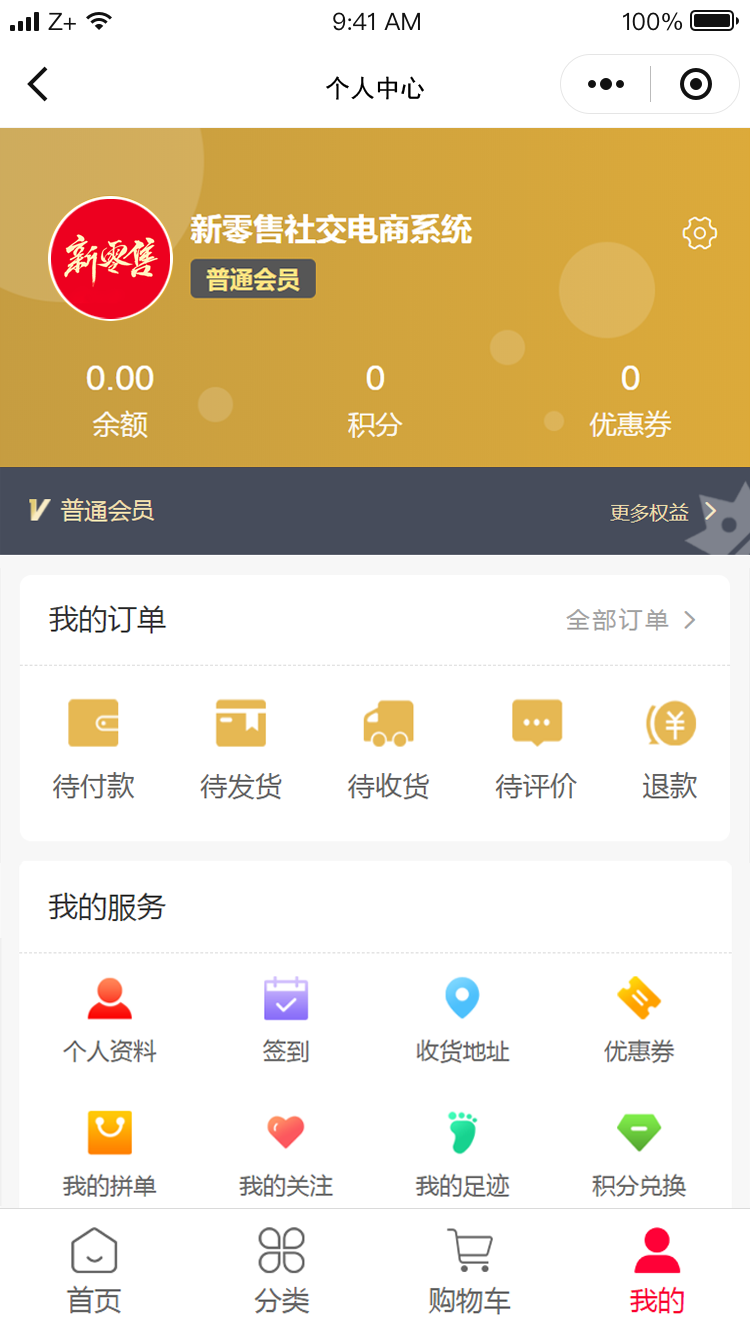 Z+ 9:41 AM 100%
个人中心
新零售
新零售社交电商系统
普通会员
0.00 0 0
余额 积分 优惠券
V 普通会员 更多权益
我的订单 全部订单
待付款 待发货 待收货 待评价 退款
我的服务
个人资料 签到 收货地址 优惠券
我的拼单 我的关注 我的足迹 积分兑换
首页 分类 购物车 我的